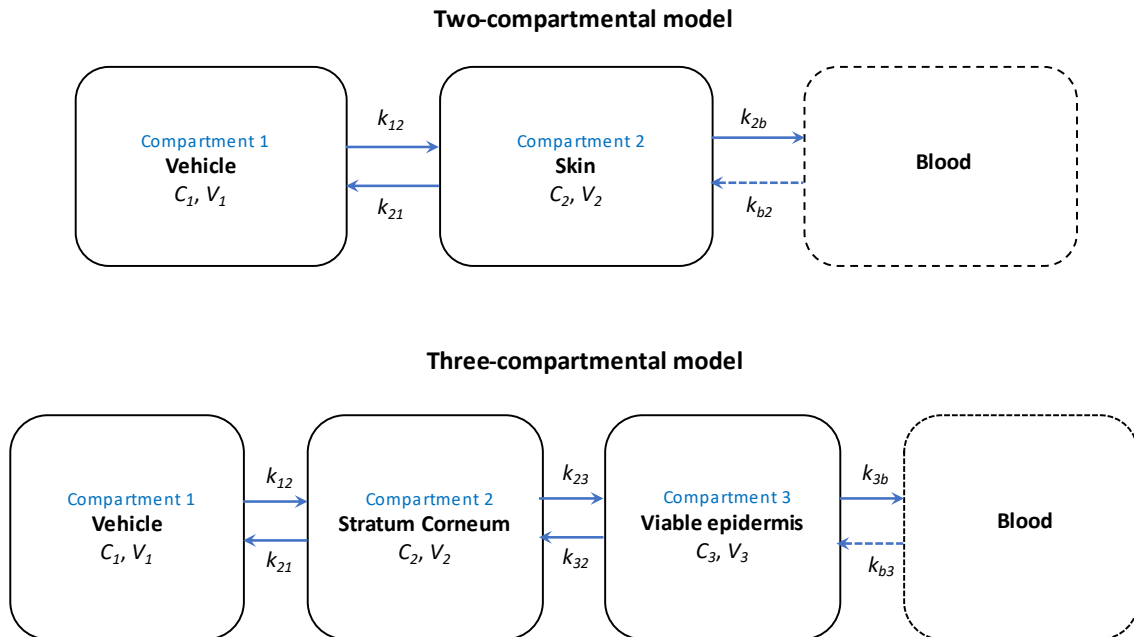 Two-compartmental model
k12 k2b
Compartment 1 Compartment 2
Vehicle Skin Blood
C1, V1 C2, V2
k21 kb2
Three-compartmental model
k12 k23 k3b
Compartment 1 Compartment 2 Compartment 3
Vehicle Stratum Corneum Viable epidermis Blood
C1, V1 C2, V2 C3, V3
k21 k32 kb3